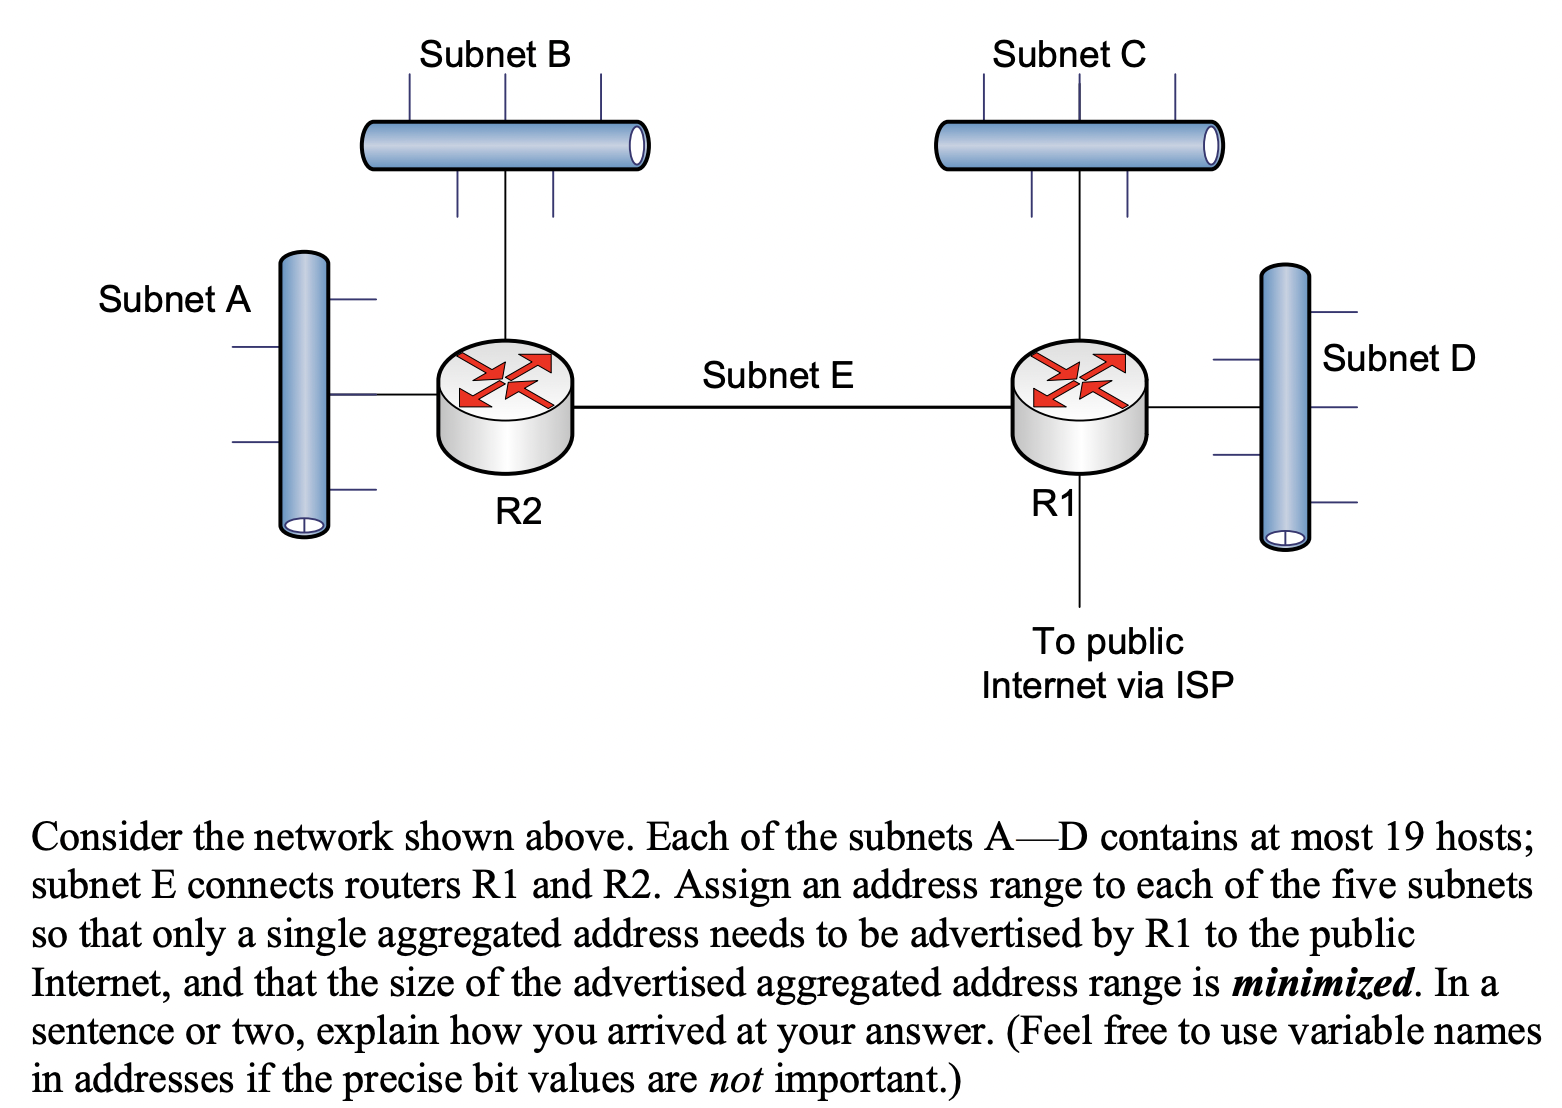 Subnet B
Subnet C
Subnet A
Subnet D
Subnet E
R2
R1
To public
Internet via ISP
Consider the network shown above. Each of the subnets A—D contains at most 19 hosts;
subnet E connects routers R1 and R2. Assign an address range to each of the five subnets
so that only a single aggregated address needs to be advertised by R1 to the public
Internet, and that the size of the advertised aggregated address range is minimized. In a
sentence or two, explain how you arrived at your answer. (Feel free to use variable names
in addresses if the precise bit values are not important.)